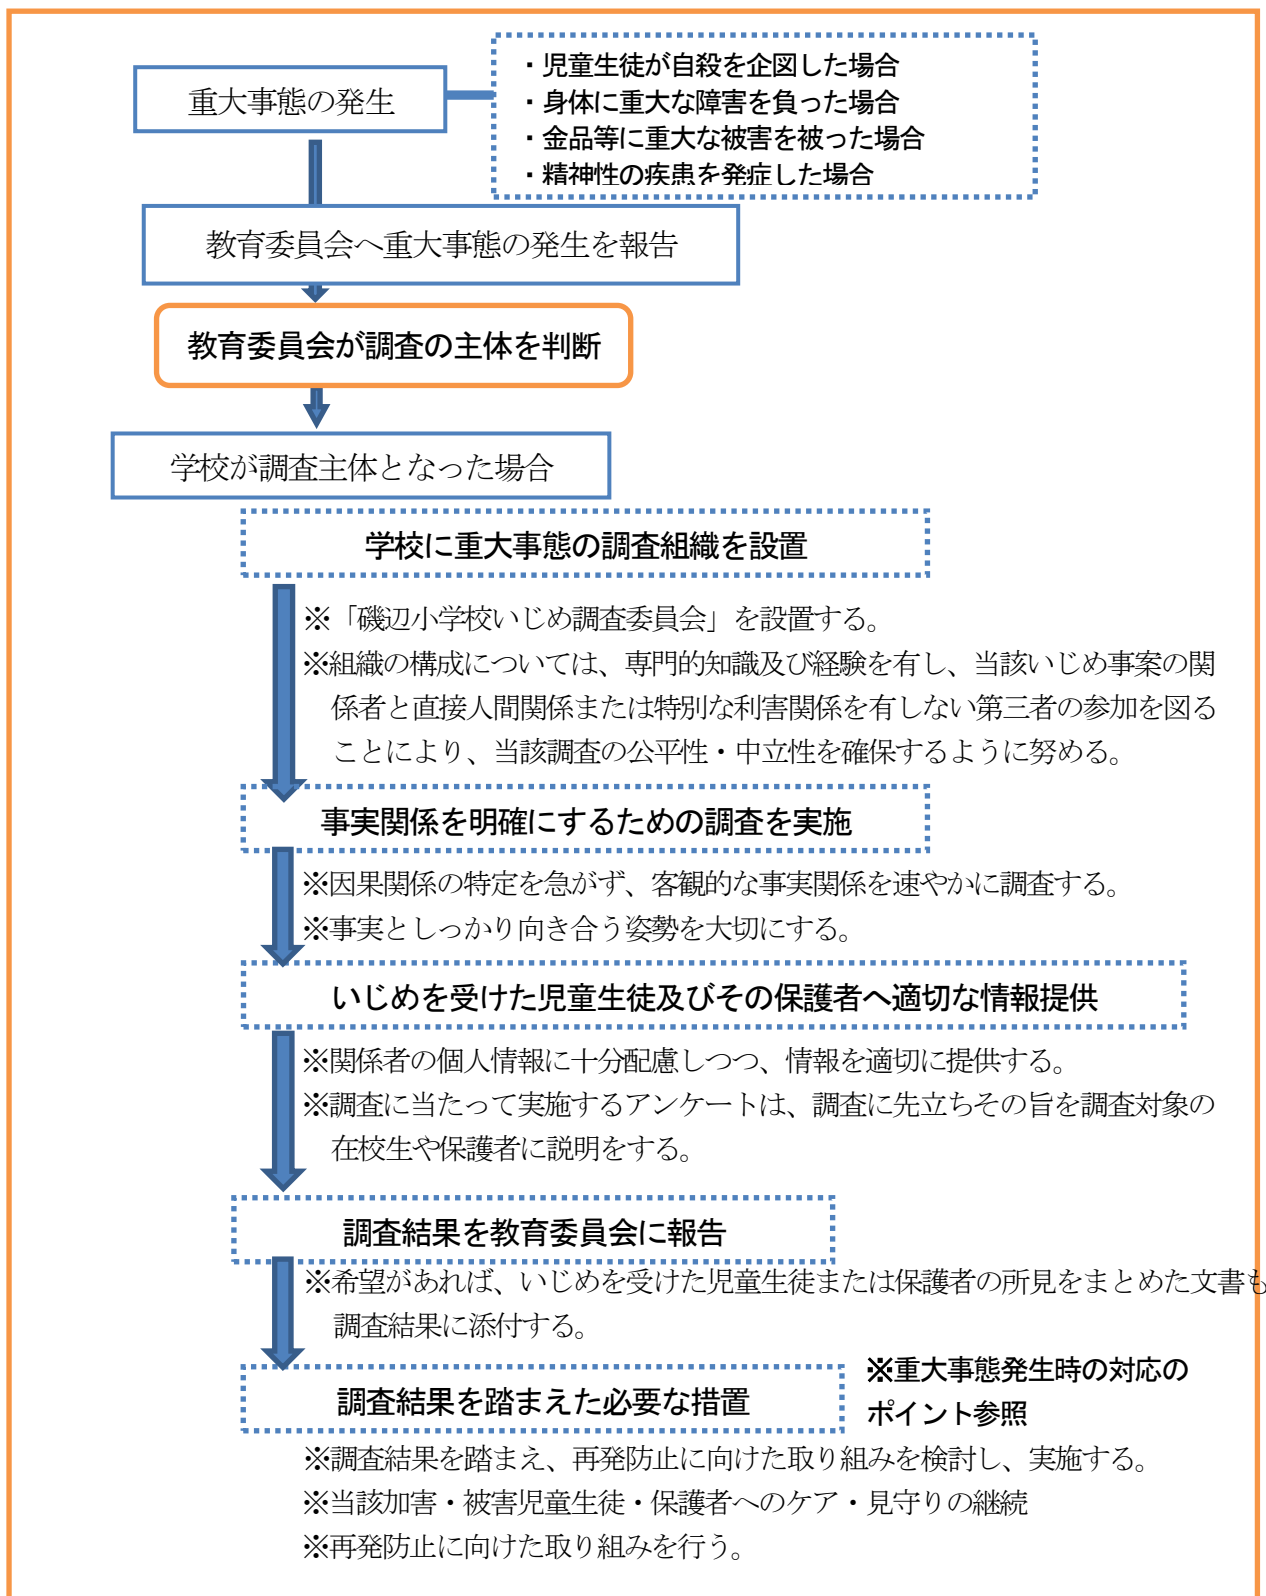 重大事態の発生
・児童生徒が自殺を企図した場合
・身体に重大な障害を負った場合
・金品等に重大な被害を被った場合
・精神性の疾患を発症した場合
教育委員会へ重大事態の発生を報告
教育委員会が調査の主体を判断
学校が調査主体となった場合
学校に重大事態の調査組織を設置
※「磯辺小学校いじめ調査委員会」を設置する。
※組織の構成については、専門的知識及び経験を有し、当該いじめ事案の関
係者と直接人間関係または特別な利害関係を有しない第三者の参加を図る
ことにより、当該調査の公平性・中立性を確保するように努める。
事実関係を明確にするための調査を実施
※因果関係の特定を急がず、客観的な事実関係を速やかに調査する。
※事実としっかり向き合う姿勢を大切にする。
いじめを受けた児童生徒及びその保護者へ適切な情報提供
※関係者の個人情報に十分配慮しつつ、情報を適切に提供する。
※調査に当たって実施するアンケートは、調査に先立ちその旨を調査対象の
在校生や保護者に説明をする。
調査結果を教育委員会に報告
※希望があれば、いじめを受けた児童生徒または保護者の所見をまとめた文書も
調査結果に添付する。
調査結果を踏まえた必要な措置
※重大事態発生時の対応の
ポイント参照
※調査結果を踏まえ、再発防止に向けた取り組みを検討し、実施する。
※当該加害・被害児童生徒・保護者へのケア・見守りの継続
※再発防止に向けた取り組みを行う。